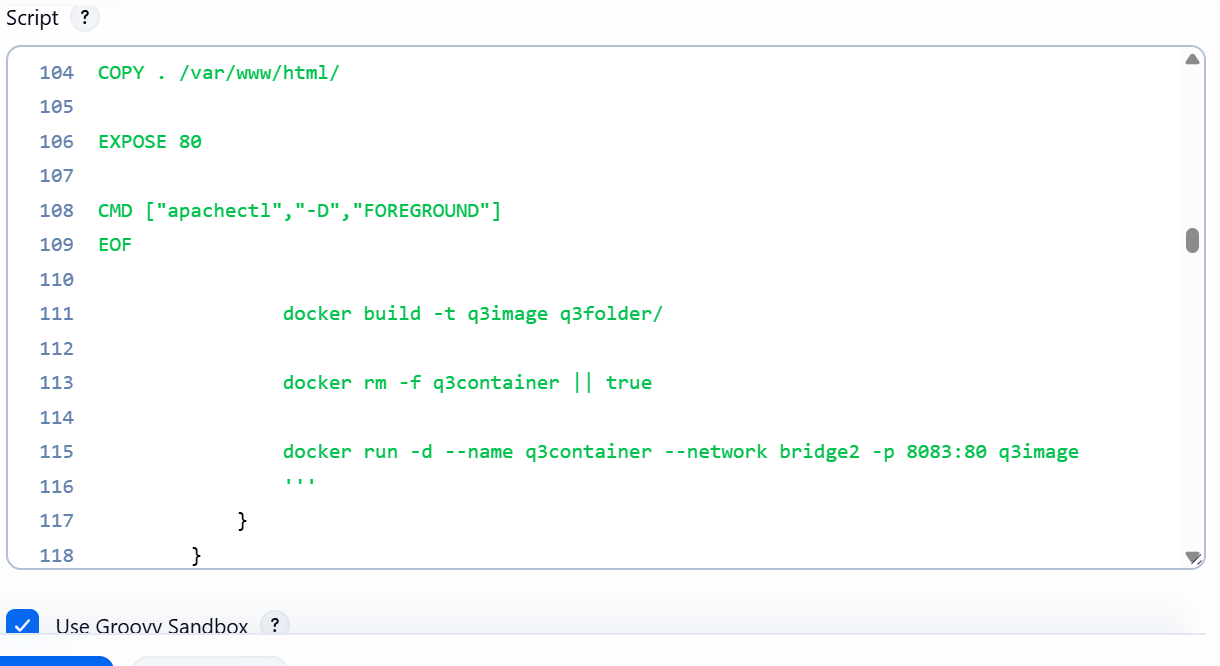 Script ?
104 COPY . /var/www/html/
105
106 EXPOSE 80
107
108 CMD ["apachectl","-D","FOREGROUND"]
109 EOF
110
111 docker build -t q3image q3folder/
112
113 docker rm -f q3container || true
114
115 docker run -d --name q3container --network bridge2 -p 8083:80 q3image
116 '''
117 }
118 }
Use Groovy Sandbox ?